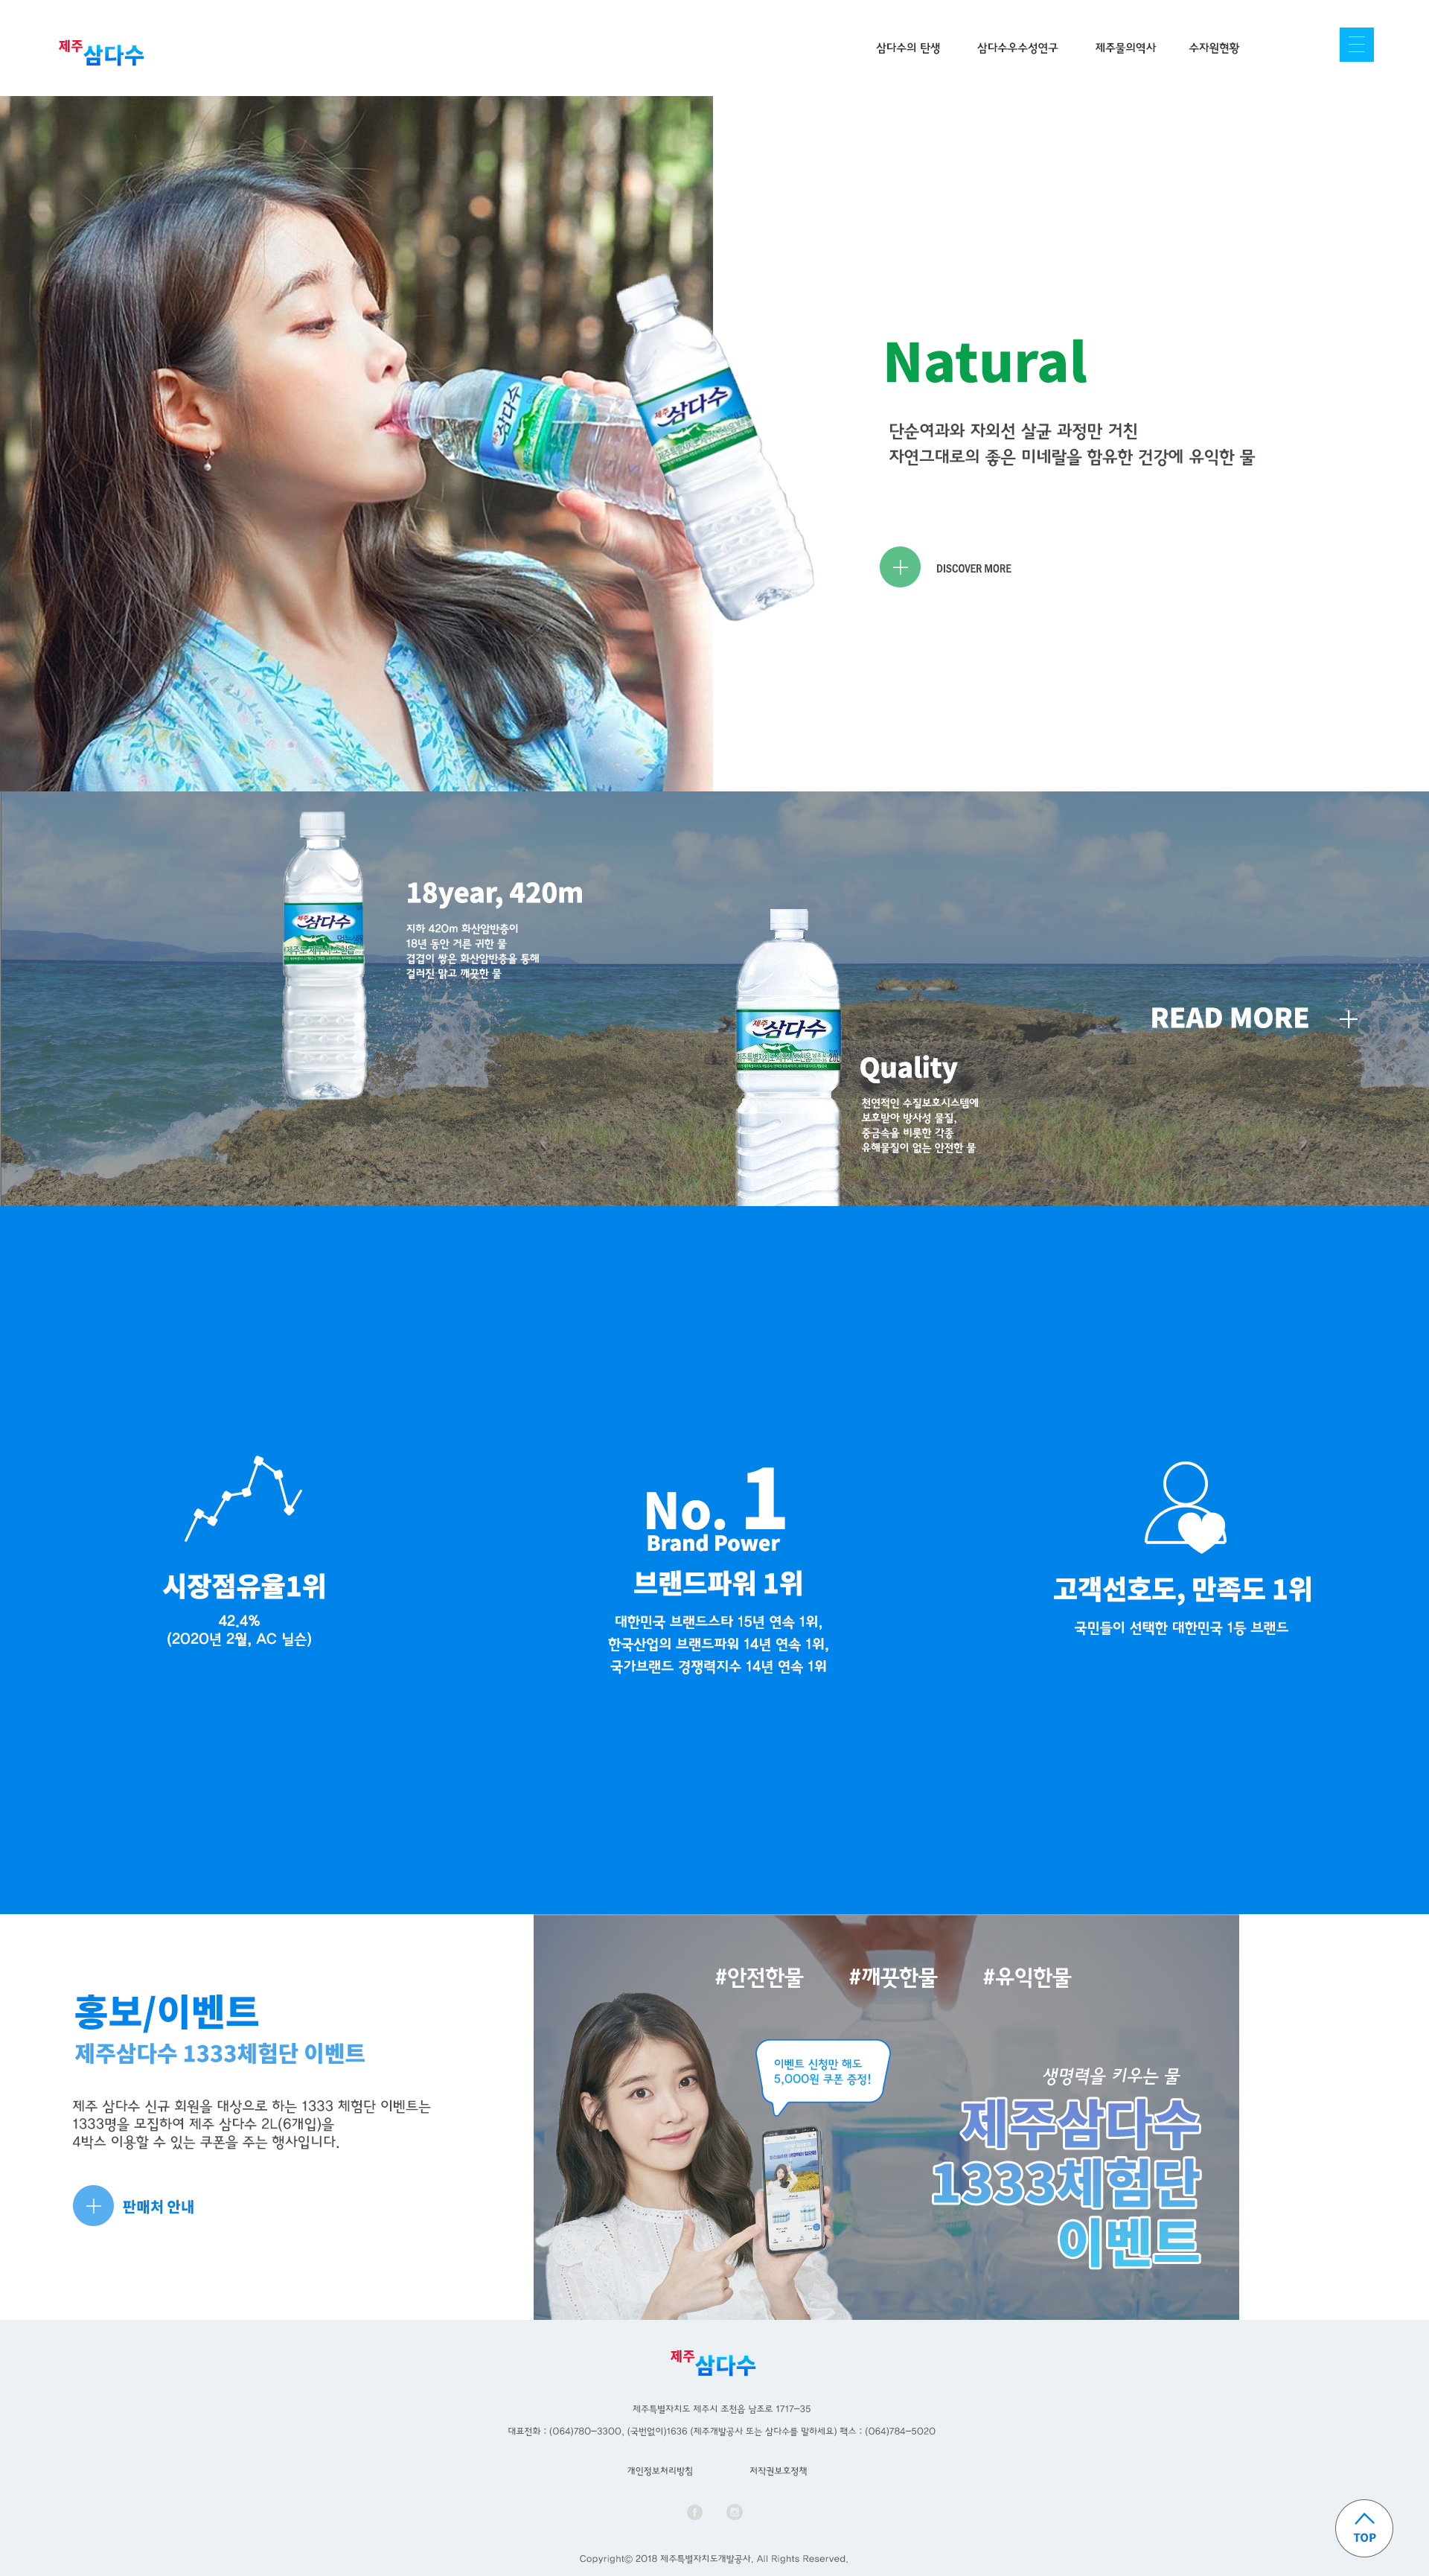 제주삼다수
삼다수의 탄생 삼다수우수성연구 제주물의역사 수자원현황
제주삼다수
제주삼다수
Natural
단순여과와 자외선 살균 과정만 거친
자연그대로의 좋은 미네랄을 함유한 건강에 유익한 물
DISCOVER MORE
제주삼다수
18year, 420m
지하 420m 화산암반층이
18년 동안 거른 귀한 물
겹겹이 쌓은 화산암반층을 통해
걸러진 맑고 깨끗한 물
제주삼다수
READ MORE
Quality
천연적인 수질보호시스템에
보호받아 방사성 물질,
중금속을 비롯한 각종
유해물질이 없는 안전한 물
시장점유율1위
42.4%
(2020년 2월, AC 닐슨)
No. 1
Brand Power
브랜드파워 1위
대한민국 브랜드스타 15년 연속 1위,
한국산업의 브랜드파워 14년 연속 1위,
국가브랜드 경쟁력지수 14년 연속 1위
고객선호도, 만족도 1위
국민들이 선택한 대한민국 1등 브랜드
홍보/이벤트
제주삼다수 1333체험단 이벤트
제주 삼다수 신규 회원을 대상으로 하는 1333 체험단 이벤트는
1333명을 모집하여 제주 삼다수 2L(6개입)을
4박스 이용할 수 있는 쿠폰을 주는 행사입니다.
판매처 안내
#안전한물 #깨끗한물 #유익한물
이벤트 신청만 해도
5,000원 쿠폰 증정!
생명력을 키우는 물
제주삼다수
1333체험단
이벤트
제주삼다수
제주특별자치도 제주시 조천읍 남조로 1717-35
대표전화 : (064)780-3300, (국번없이)1636 (제주개발공사 또는 삼다수를 말하세요) 팩스 : (064)784-5020
개인정보처리방침 저작권보호정책
TOP
Copyright© 2018 제주특별자치도개발공사. All Rights Reserved.